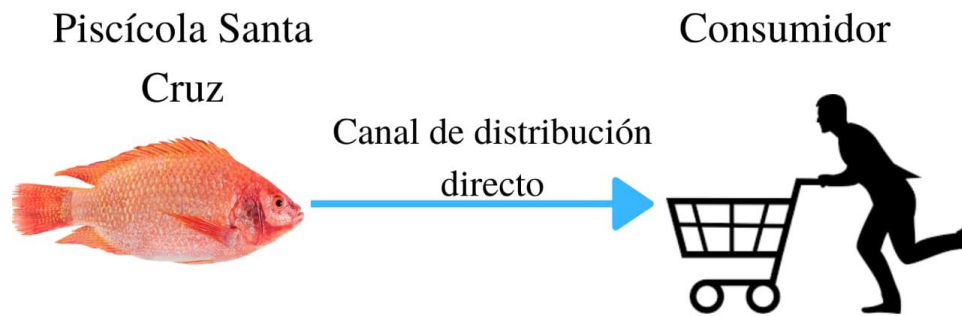 Piscícola Santa
Cruz
Canal de distribución
directo
Consumidor